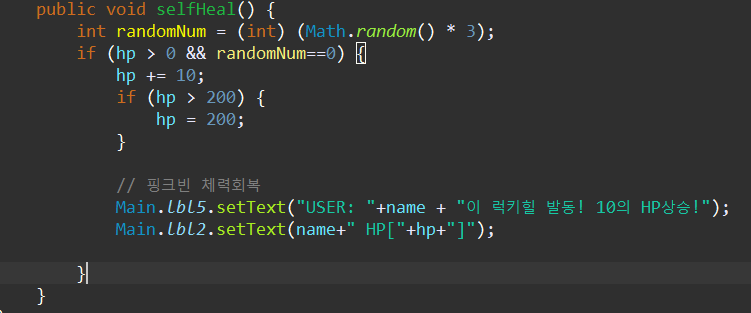 public void selfHeal() {
int randomNum = (int) (Math.random() * 3);
if (hp > 0 && randomNum==0) {
hp += 10;
if (hp > 200) {
hp = 200;
}
// 핑크빈 체력회복
Main.lbl5.setText("USER: "+name + "이 럭키힐 발동! 10의 HP상승!");
Main.lbl2.setText(name+" HP["+hp+"]");
}
}